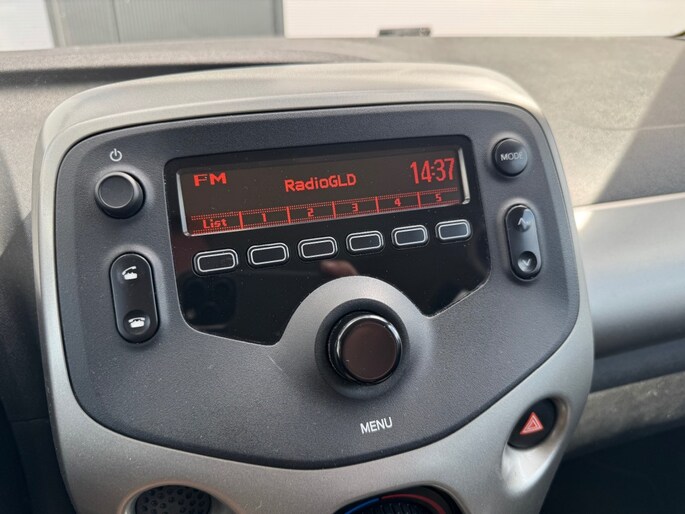 FM
RadioGLD
14:37
List 1 2 3 4 5
MODE
MENU